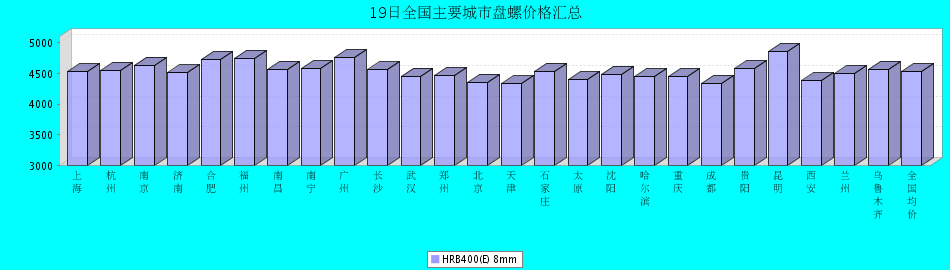 19日全国主要城市盘螺价格汇总
5000
4500
4000
3500
3000
上海
杭州
南京
济南
合肥
福州
南昌
南宁
广州
长沙
武汉
郑州
北京
天津
石家庄
太原
沈阳
哈尔滨
重庆
成都
贵阳
昆明
西安
兰州
乌鲁木齐
全国均价
HRB400(E) 8mm